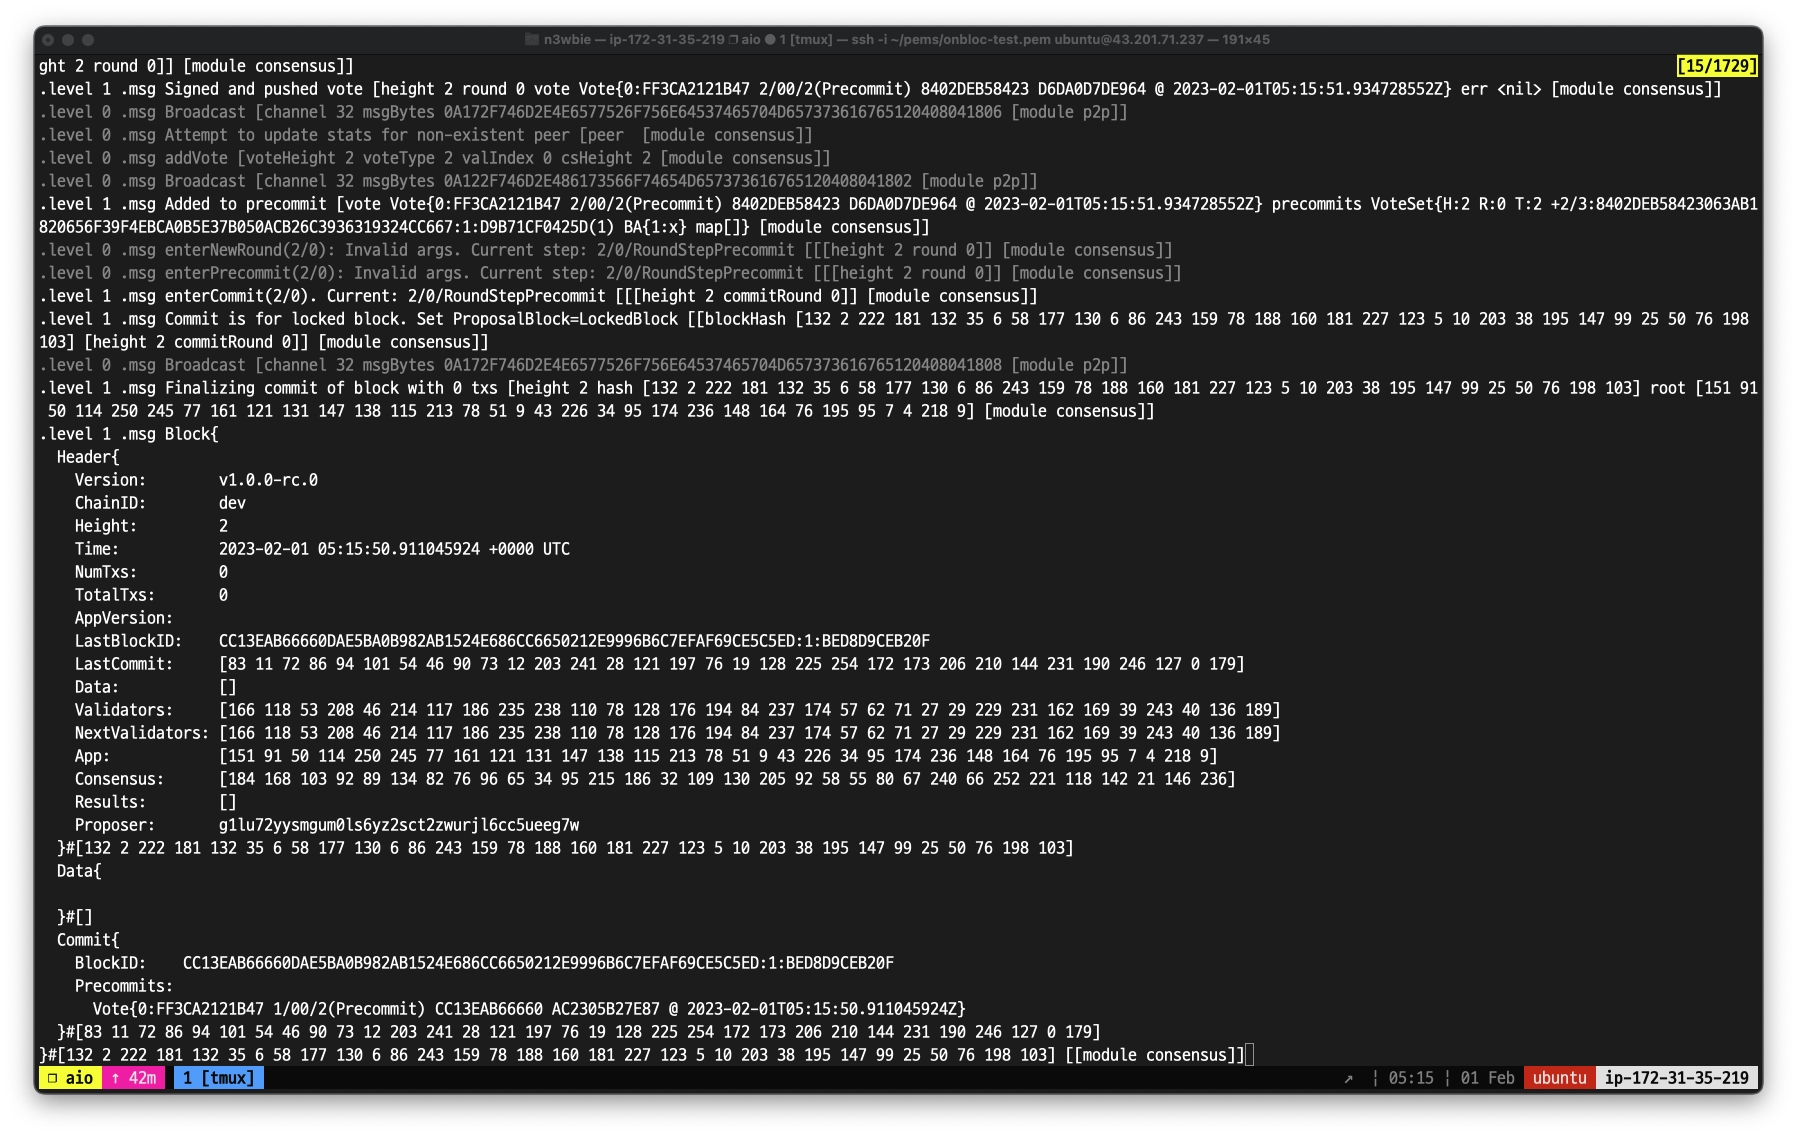 n3wbie — ip-172-31-35-219 ❐ aio ● 1 [tmux] — ssh -i ~/pems/onbloc-test.pem ubuntu@43.201.71.237 — 191×45
ght 2 round 0]] [module consensus]]
[15/1729]
.level 1 .msg Signed and pushed vote [height 2 round 0 vote Vote{0:FF3CA2121B47 2/00/2(Precommit) 8402DEB58423 D6DA0D7DE964 @ 2023-02-01T05:15:51.934728552Z} err <nil> [module consensus]]
.level 0 .msg Broadcast [channel 32 msgBytes 0A172F746D2E4E6577526F756E64537465704D657373616765120408041806 [module p2p]]
.level 0 .msg Attempt to update stats for non-existent peer [peer  [module consensus]]
.level 0 .msg addVote [voteHeight 2 voteType 2 valIndex 0 csHeight 2 [module consensus]]
.level 0 .msg Broadcast [channel 32 msgBytes 0A122F746D2E486173566F74654D657373616765120408041802 [module p2p]]
.level 1 .msg Added to precommit [vote Vote{0:FF3CA2121B47 2/00/2(Precommit) 8402DEB58423 D6DA0D7DE964 @ 2023-02-01T05:15:51.934728552Z} precommits VoteSet{H:2 R:0 T:2 +2/3:8402DEB58423063AB1
820656F39F4EBCA0B5E37B050ACB26C3936319324CC667:1:D9B71CF0425D(1) BA{1:x} map[]} [module consensus]]
.level 0 .msg enterNewRound(2/0): Invalid args. Current step: 2/0/RoundStepPrecommit [[[height 2 round 0]] [module consensus]]
.level 0 .msg enterPrecommit(2/0): Invalid args. Current step: 2/0/RoundStepPrecommit [[[height 2 round 0]] [module consensus]]
.level 1 .msg enterCommit(2/0). Current: 2/0/RoundStepPrecommit [[[height 2 commitRound 0]] [module consensus]]
.level 1 .msg Commit is for locked block. Set ProposalBlock=LockedBlock [[blockHash [132 2 222 181 132 35 6 58 177 130 6 86 243 159 78 188 160 181 227 123 5 10 203 38 195 147 99 25 50 76 198
103] [height 2 commitRound 0]] [module consensus]]
.level 0 .msg Broadcast [channel 32 msgBytes 0A172F746D2E4E6577526F756E64537465704D657373616765120408041808 [module p2p]]
.level 1 .msg Finalizing commit of block with 0 txs [height 2 hash [132 2 222 181 132 35 6 58 177 130 6 86 243 159 78 188 160 181 227 123 5 10 203 38 195 147 99 25 50 76 198 103] root [151 91
50 114 250 245 77 161 121 131 147 138 115 213 78 51 9 43 226 34 95 174 236 148 164 76 195 95 7 4 218 9] [module consensus]]
.level 1 .msg Block{
Header{
Version: v1.0.0-rc.0
ChainID: dev
Height: 2
Time: 2023-02-01 05:15:50.911045924 +0000 UTC
NumTxs: 0
TotalTxs: 0
AppVersion:
LastBlockID: CC13EAB66660DAE5BA0B982AB1524E686CC6650212E9996B6C7EFAF69CE5C5ED:1:BED8D9CEB20F
LastCommit: [83 11 72 86 94 101 54 46 90 73 12 203 241 28 121 197 76 19 128 225 254 172 173 206 210 144 231 190 246 127 0 179]
Data: []
Validators: [166 118 53 208 46 214 117 186 235 238 110 78 128 176 194 84 237 174 57 62 71 27 29 229 231 162 169 39 243 40 136 189]
NextValidators: [166 118 53 208 46 214 117 186 235 238 110 78 128 176 194 84 237 174 57 62 71 27 29 229 231 162 169 39 243 40 136 189]
App: [151 91 50 114 250 245 77 161 121 131 147 138 115 213 78 51 9 43 226 34 95 174 236 148 164 76 195 95 7 4 218 9]
Consensus: [184 168 103 92 89 134 82 76 96 65 34 95 215 186 32 109 130 205 92 58 55 80 67 240 66 252 221 118 142 21 146 236]
Results: []
Proposer: g1lu72yysmgum0ls6yz2sct2zwurjl6cc5ueeg7w
}#[132 2 222 181 132 35 6 58 177 130 6 86 243 159 78 188 160 181 227 123 5 10 203 38 195 147 99 25 50 76 198 103]
Data{
}#[]
Commit{
BlockID: CC13EAB66660DAE5BA0B982AB1524E686CC6650212E9996B6C7EFAF69CE5C5ED:1:BED8D9CEB20F
Precommits:
Vote{0:FF3CA2121B47 1/00/2(Precommit) CC13EAB66660 AC2305B27E87 @ 2023-02-01T05:15:50.911045924Z}
}#[83 11 72 86 94 101 54 46 90 73 12 203 241 28 121 197 76 19 128 225 254 172 173 206 210 144 231 190 246 127 0 179]
}#[132 2 222 181 132 35 6 58 177 130 6 86 243 159 78 188 160 181 227 123 5 10 203 38 195 147 99 25 50 76 198 103] [[module consensus]]
❐ aio ↑ 42m 1 [tmux] ↗ ¦ 05:15 ¦ 01 Feb ubuntu ip-172-31-35-219